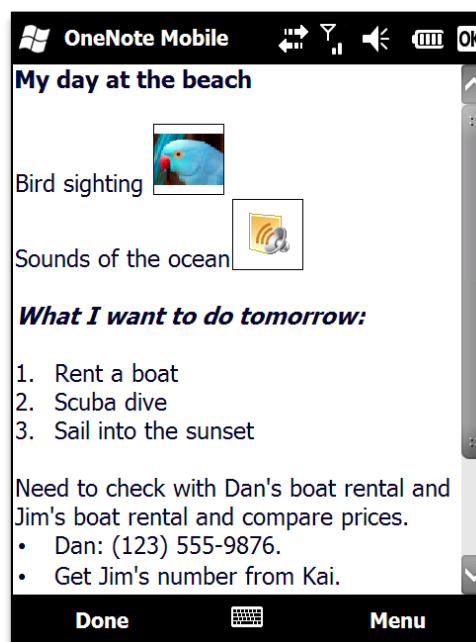 OneNote Mobile
OK
My day at the beach
Bird sighting
Sounds of the ocean
What I want to do tomorrow:
1. Rent a boat
2. Scuba dive
3. Sail into the sunset
Need to check with Dan's boat rental and
Jim's boat rental and compare prices.
• Dan: (123) 555-9876.
• Get Jim's number from Kai.
Done Menu